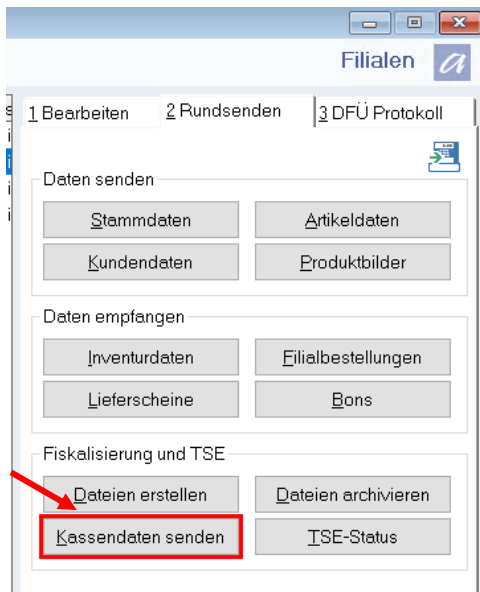 Filialen
1 Bearbeiten 2 Rundsenden 3 DFÜ Protokoll
Daten senden
Stammdaten Artikeldaten
Kundendaten Produktbilder
Daten empfangen
Inventurdaten Filialbestellungen
Lieferscheine Bons
Fiskalisierung und TSE
Dateien erstellen Dateien archivieren
Kassendaten senden TSE-Status